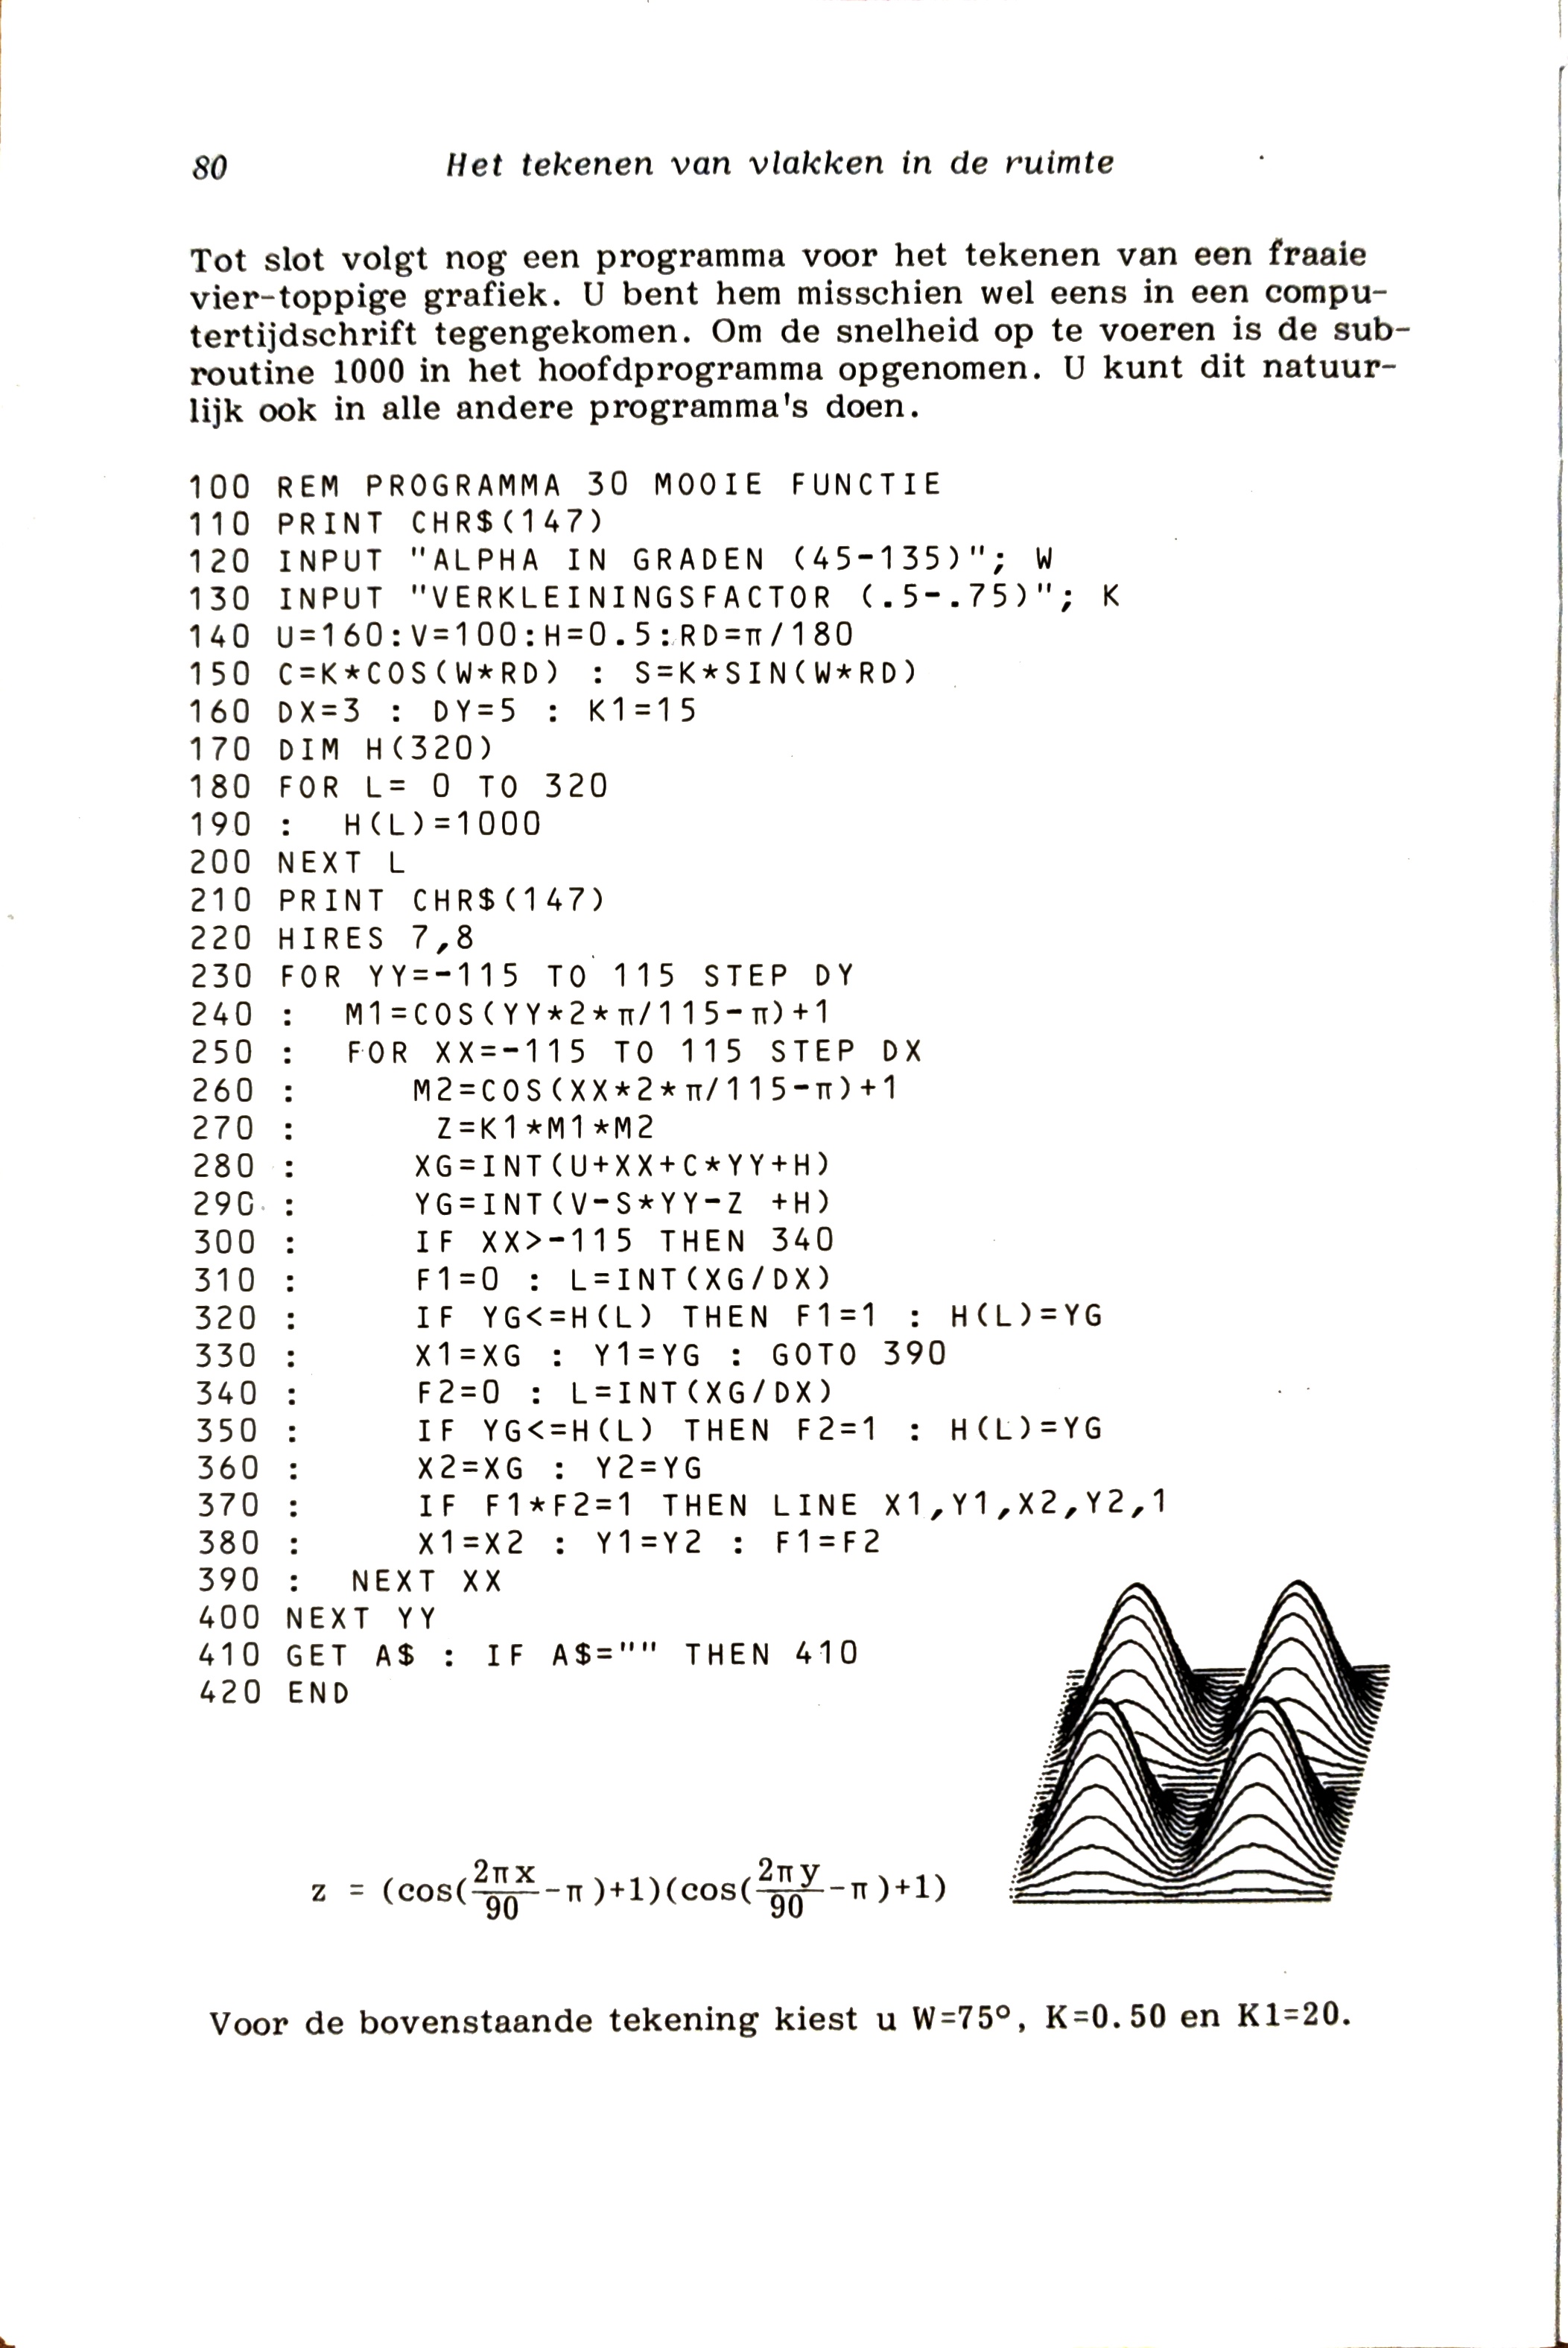 80 Het tekenen van vlakken in de ruimte
Tot slot volgt nog een programma voor het tekenen van een fraaie
vier-toppige grafiek. U bent hem misschien wel eens in een compu-
tertijdschrift tegengekomen. Om de snelheid op te voeren is de sub-
routine 1000 in het hoofdprogramma opgenomen. U kunt dit natuur-
lijk ook in alle andere programma's doen.
100 REM PROGRAMMA 30 MOOIE FUNCTIE
110 PRINT CHR$(147)
120 INPUT "ALPHA IN GRADEN (45-135)"; W
130 INPUT "VERKLEININGSFACTOR (.5-.75)"; K
140 U=160:V=100:H=0.5:RD=π/180
150 C=K*COS(W*RD) : S=K*SIN(W*RD)
160 DX=3 : DY=5 : K1=15
170 DIM H(320)
180 FOR L= 0 TO 320
190 :  H(L)=1000
200 NEXT L
210 PRINT CHR$(147)
220 HIRES 7,8
230 FOR YY=-115 TO 115 STEP DY
240 :  M1=COS(YY*2*π/115-π)+1
250 :  FOR XX=-115 TO 115 STEP DX
260 :     M2=COS(XX*2*π/115-π)+1
270 :      Z=K1*M1*M2
280 :     XG=INT(U+XX+C*YY+H)
290 :     YG=INT(V-S*YY-Z +H)
300 :     IF XX>-115 THEN 340
310 :     F1=0 : L=INT(XG/DX)
320 :     IF YG<=H(L) THEN F1=1 : H(L)=YG
330 :     X1=XG : Y1=YG : GOTO 390
340 :     F2=0 : L=INT(XG/DX)
350 :     IF YG<=H(L) THEN F2=1 : H(L)=YG
360 :     X2=XG : Y2=YG
370 :     IF F1*F2=1 THEN LINE X1,Y1,X2,Y2,1
380 :     X1=X2 : Y1=Y2 : F1=F2
390 :  NEXT XX
400 NEXT YY
410 GET A$ : IF A$="" THEN 410
420 END
z = (cos(2πx/90-π)+1)(cos(2πy/90-π)+1)
Voor de bovenstaande tekening kiest u W=75°, K=0.50 en K1=20.